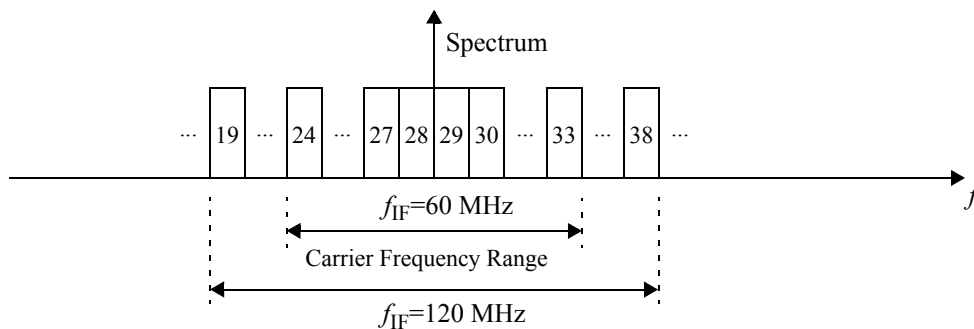 Spectrum
... 19 ... 24 ... 27 28 29 30 ... 33 ... 38 ...
f
fIF=60 MHz
Carrier Frequency Range
fIF=120 MHz